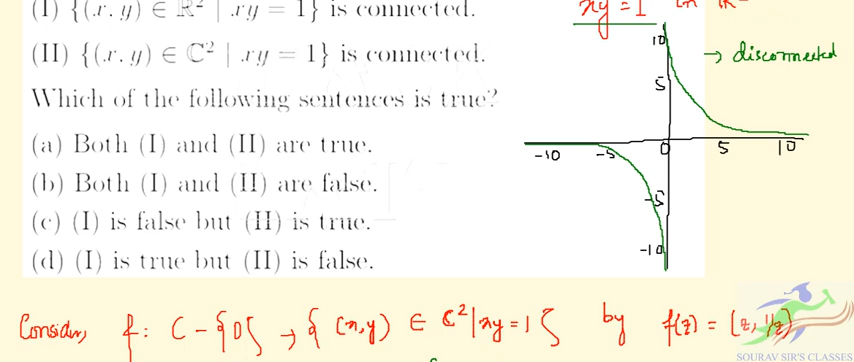 (I) {(x, y) ∈ ℝ² | xy = 1} is connected.
xy = 1 in ℝ²
(II) {(x, y) ∈ ℂ² | xy = 1} is connected.
→ disconnected
Which of the following sentences is true?
(a) Both (I) and (II) are true.
(b) Both (I) and (II) are false.
(c) (I) is false but (II) is true.
(d) (I) is true but (II) is false.
10
5
-10 -5 0 5 10
-5
-10
Consider, f: C - {0} → {(x,y) ∈ ℂ² | xy = 1} by f(z) = (z, 1/z)
SOURAV SIR'S CLASSES